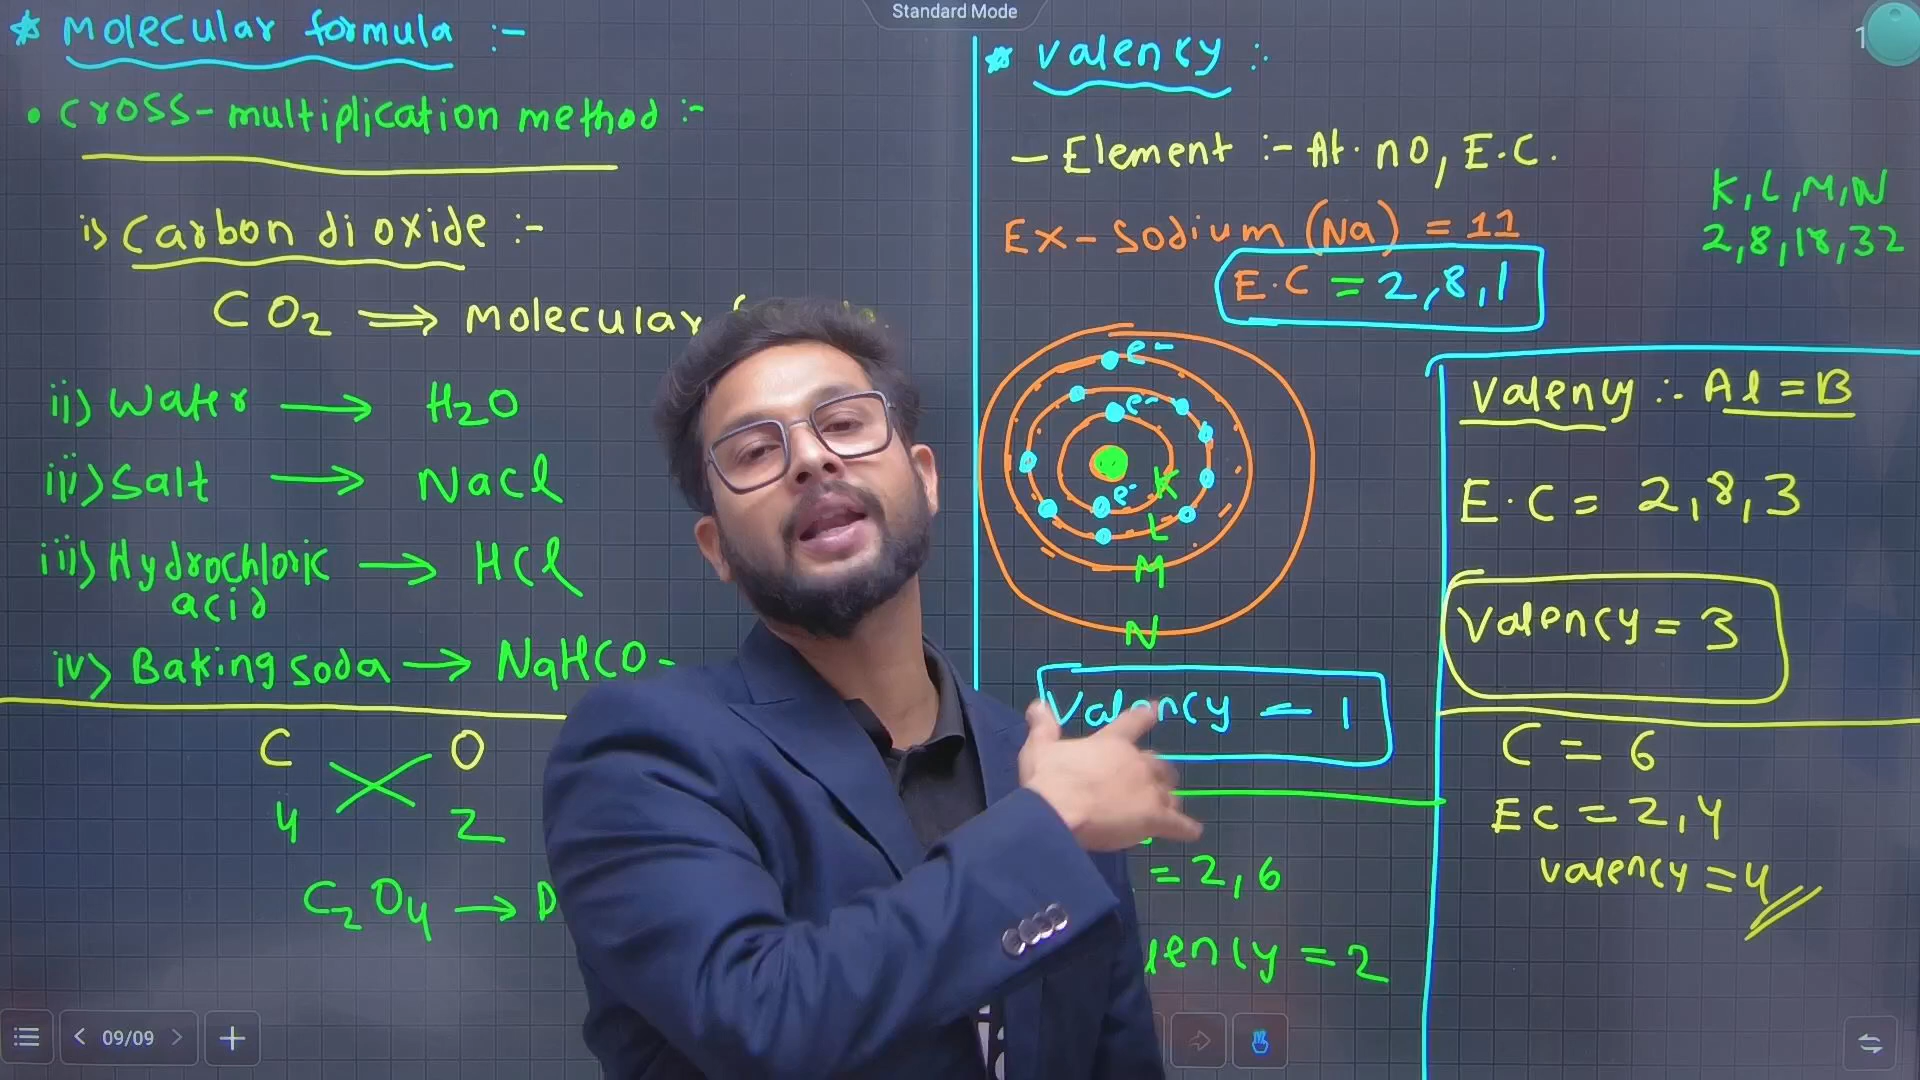 Standard Mode
* Molecular formula :-
• Cross-multiplication method :-
i) Carbon di oxide :-
CO2 ⟹ Molecular
ii) Water → H2O
iii) Salt → NaCl
iii) Hydrochloric acid → HCl
iv) Baking soda → NaHCO
C O
4 2
C2O4 → D
* Valency :-
- Element :- At. no, E.C.
Ex - Sodium (Na) = 11
E.C = 2,8,1
K, L, M, N
2,8,18,32
e-
e-
e-
K
L
M
N
Valency - 1
= 2,6
lency = 2
Valency :- Al = B
E.C = 2,8,3
Valency = 3
C = 6
EC = 2,4
valency = 4
09/09
1